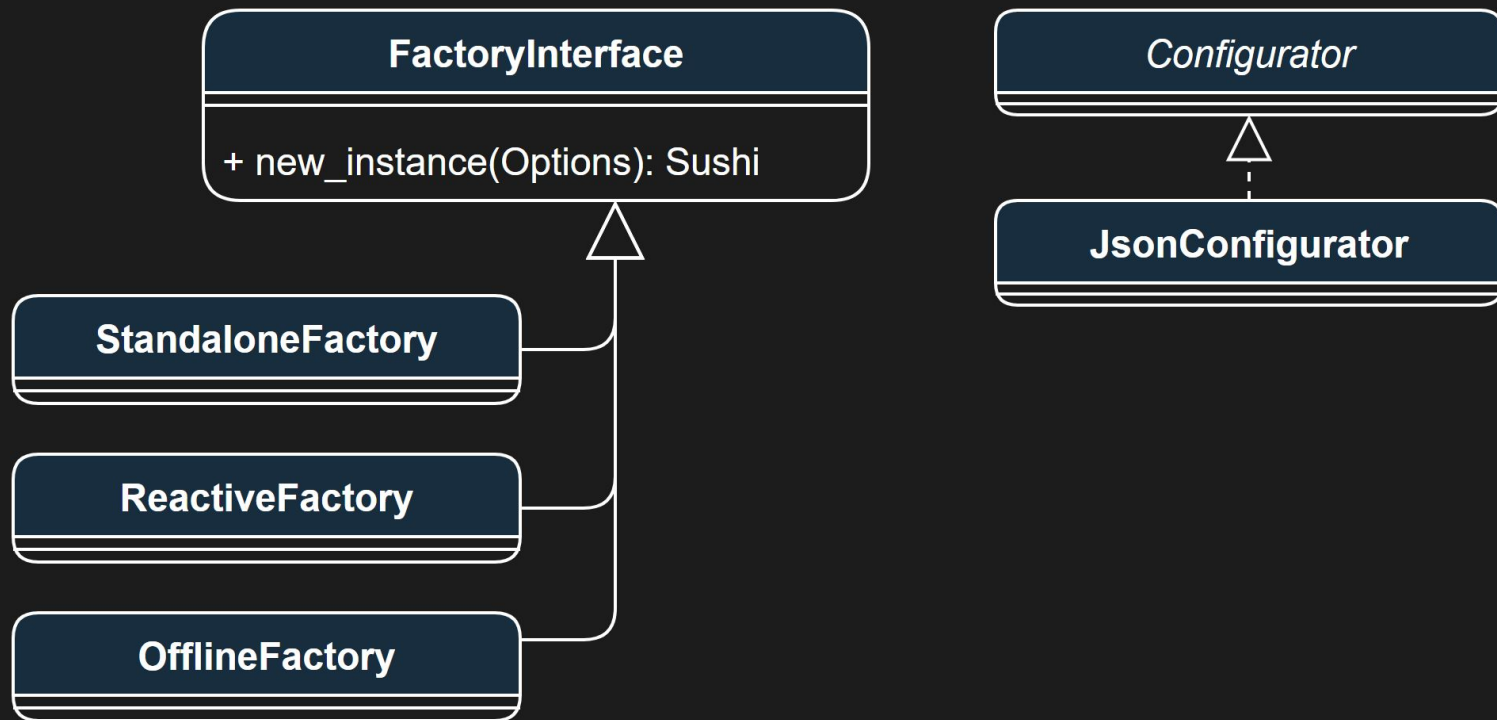 FactoryInterface
+ new_instance(Options): Sushi
StandaloneFactory
ReactiveFactory
OfflineFactory
Configurator
JsonConfigurator